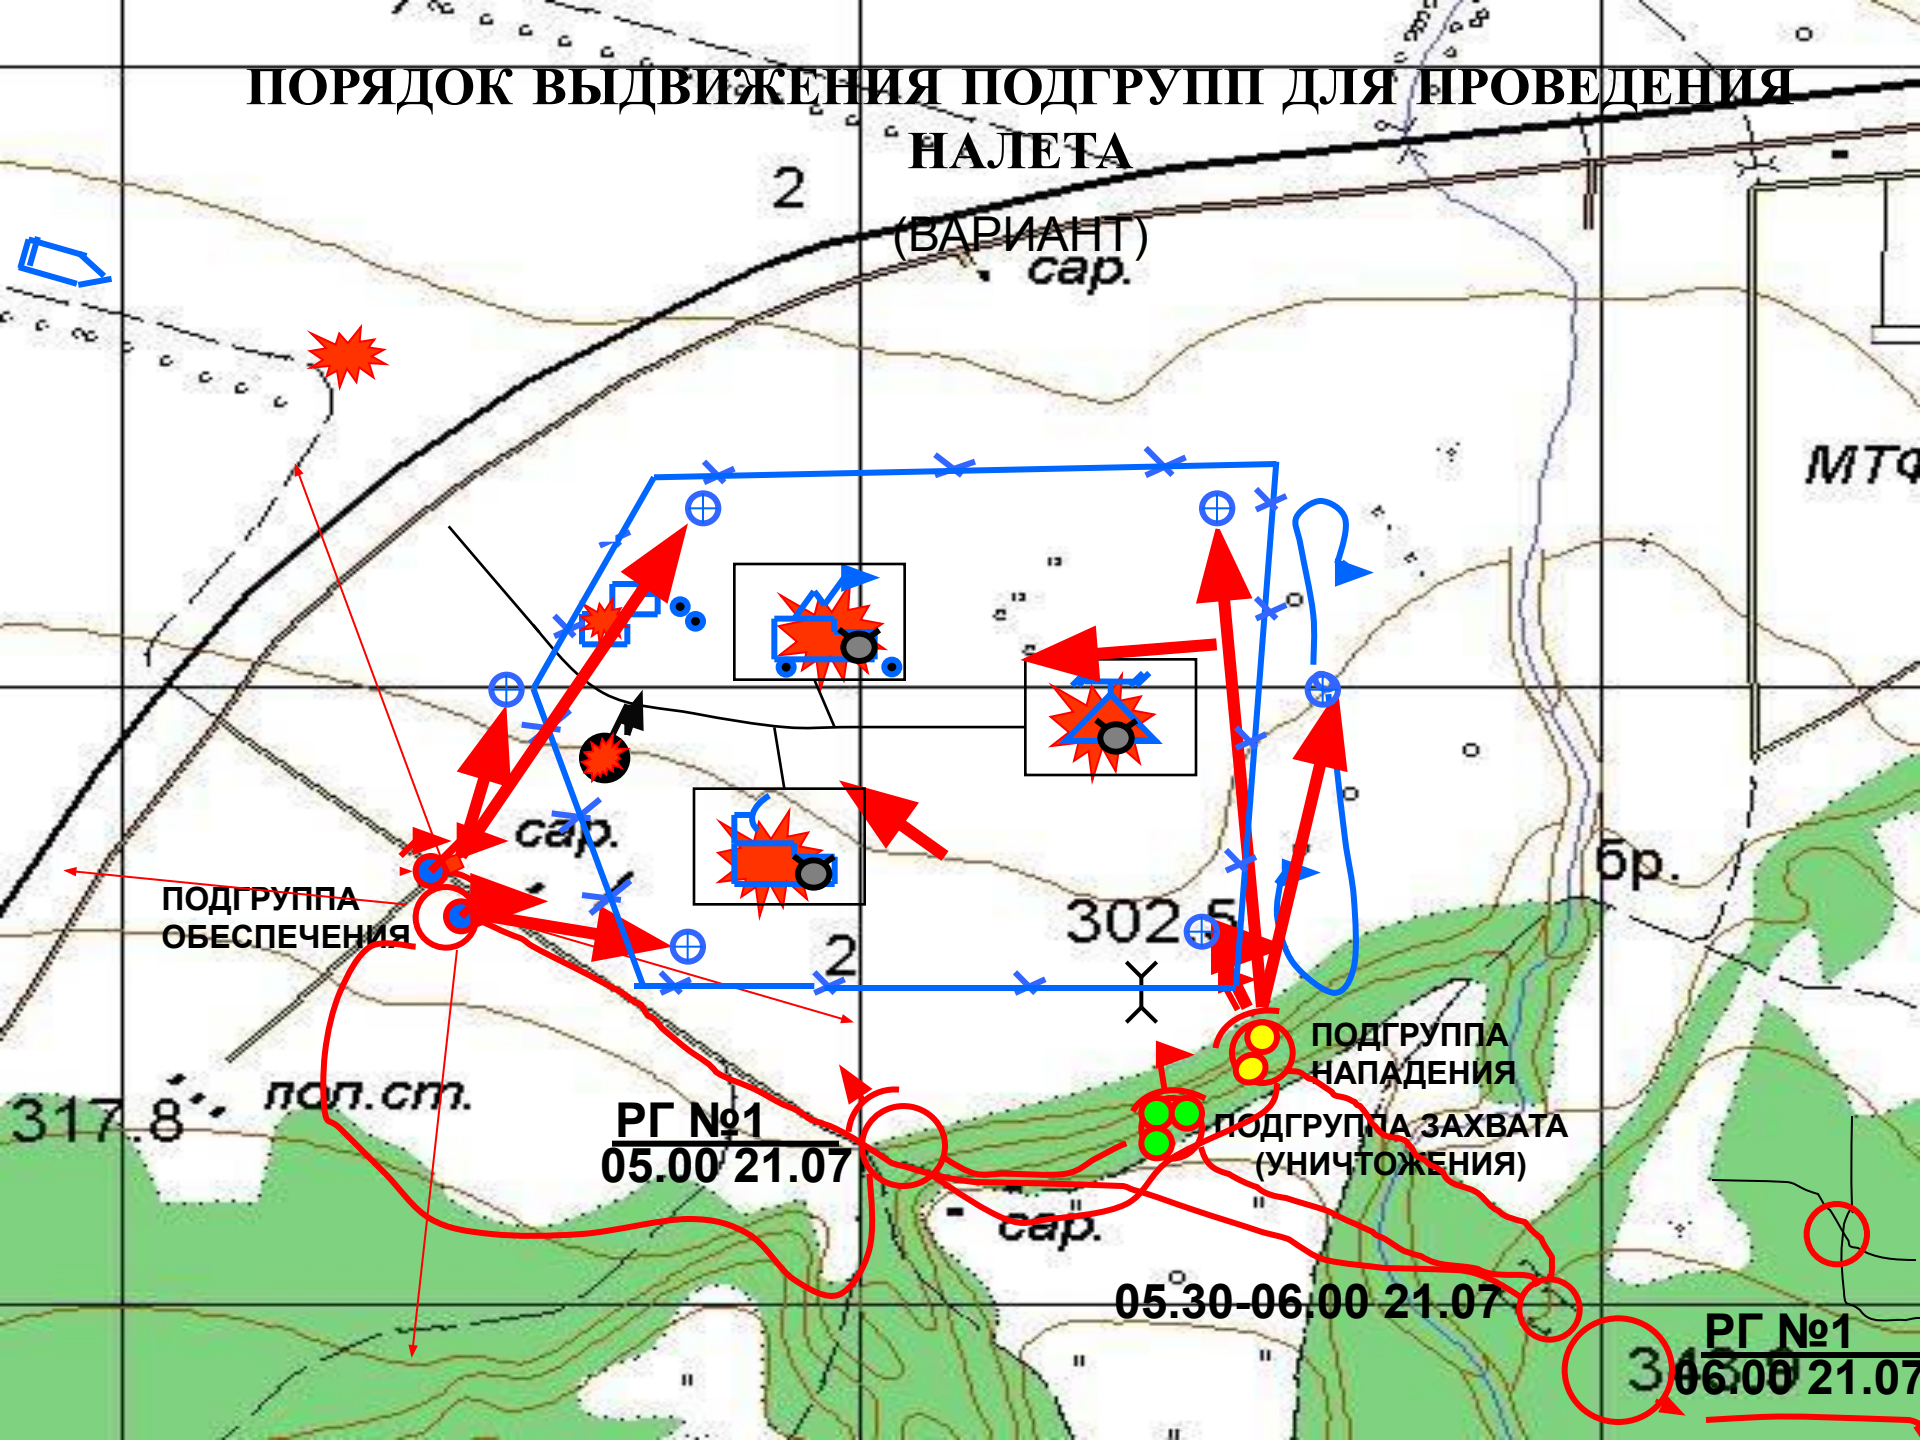 ПОРЯДОК ВЫДВИЖЕНИЯ ПОДГРУПП ДЛЯ ПРОВЕДЕНИЯ
НАЛЕТА
(ВАРИАНТ)
2
сар.
МТФ
сар.
бр.
ПОДГРУППА
ОБЕСПЕЧЕНИЯ
302.5
2
ПОДГРУППА
НАПАДЕНИЯ
пол.ст.
317.8
РГ №1
05.00 21.07
ПОДГРУППА ЗАХВАТА
(УНИЧТОЖЕНИЯ)
сар.
05.30-06.00 21.07
РГ №1
06.00 21.07